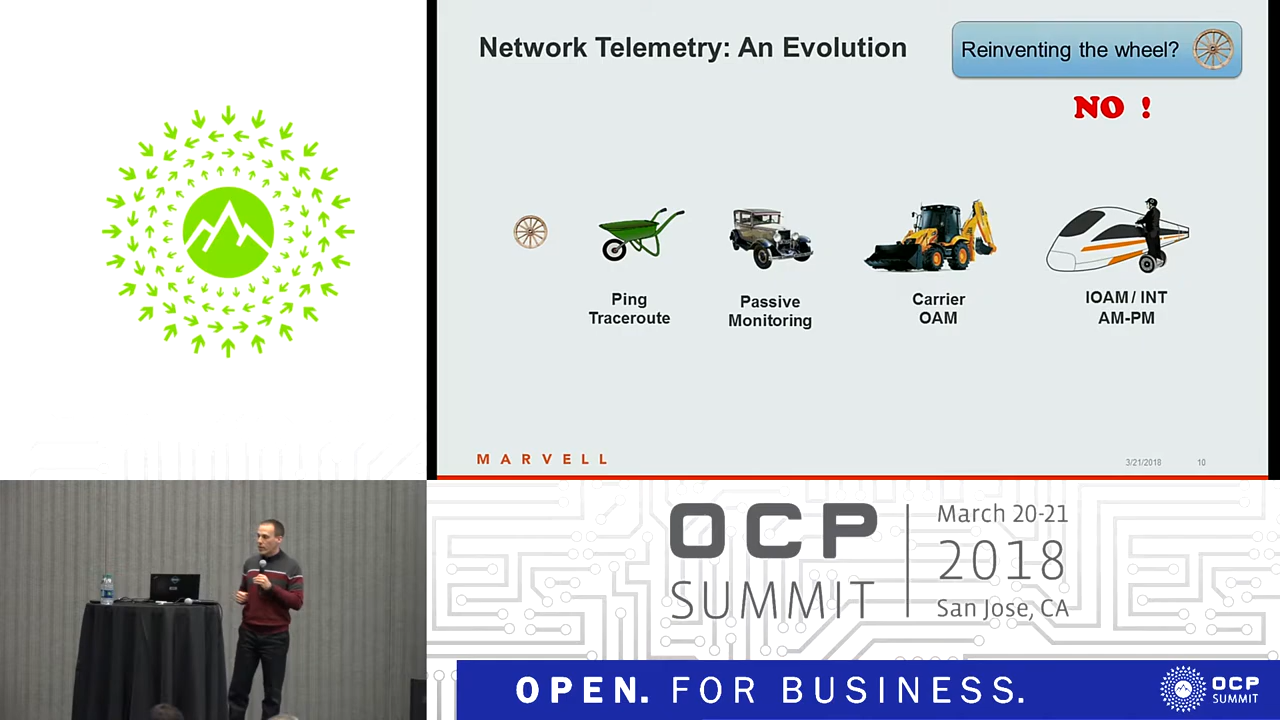 Network Telemetry: An Evolution
Reinventing the wheel?
NO !
Ping
Traceroute
Passive
Monitoring
Carrier
OAM
IOAM / INT
AM-PM
MARVELL
3/21/2018
10
OCP
SUMMIT
March 20-21
2018
San Jose, CA
OPEN. FOR BUSINESS.
OCP
SUMMIT